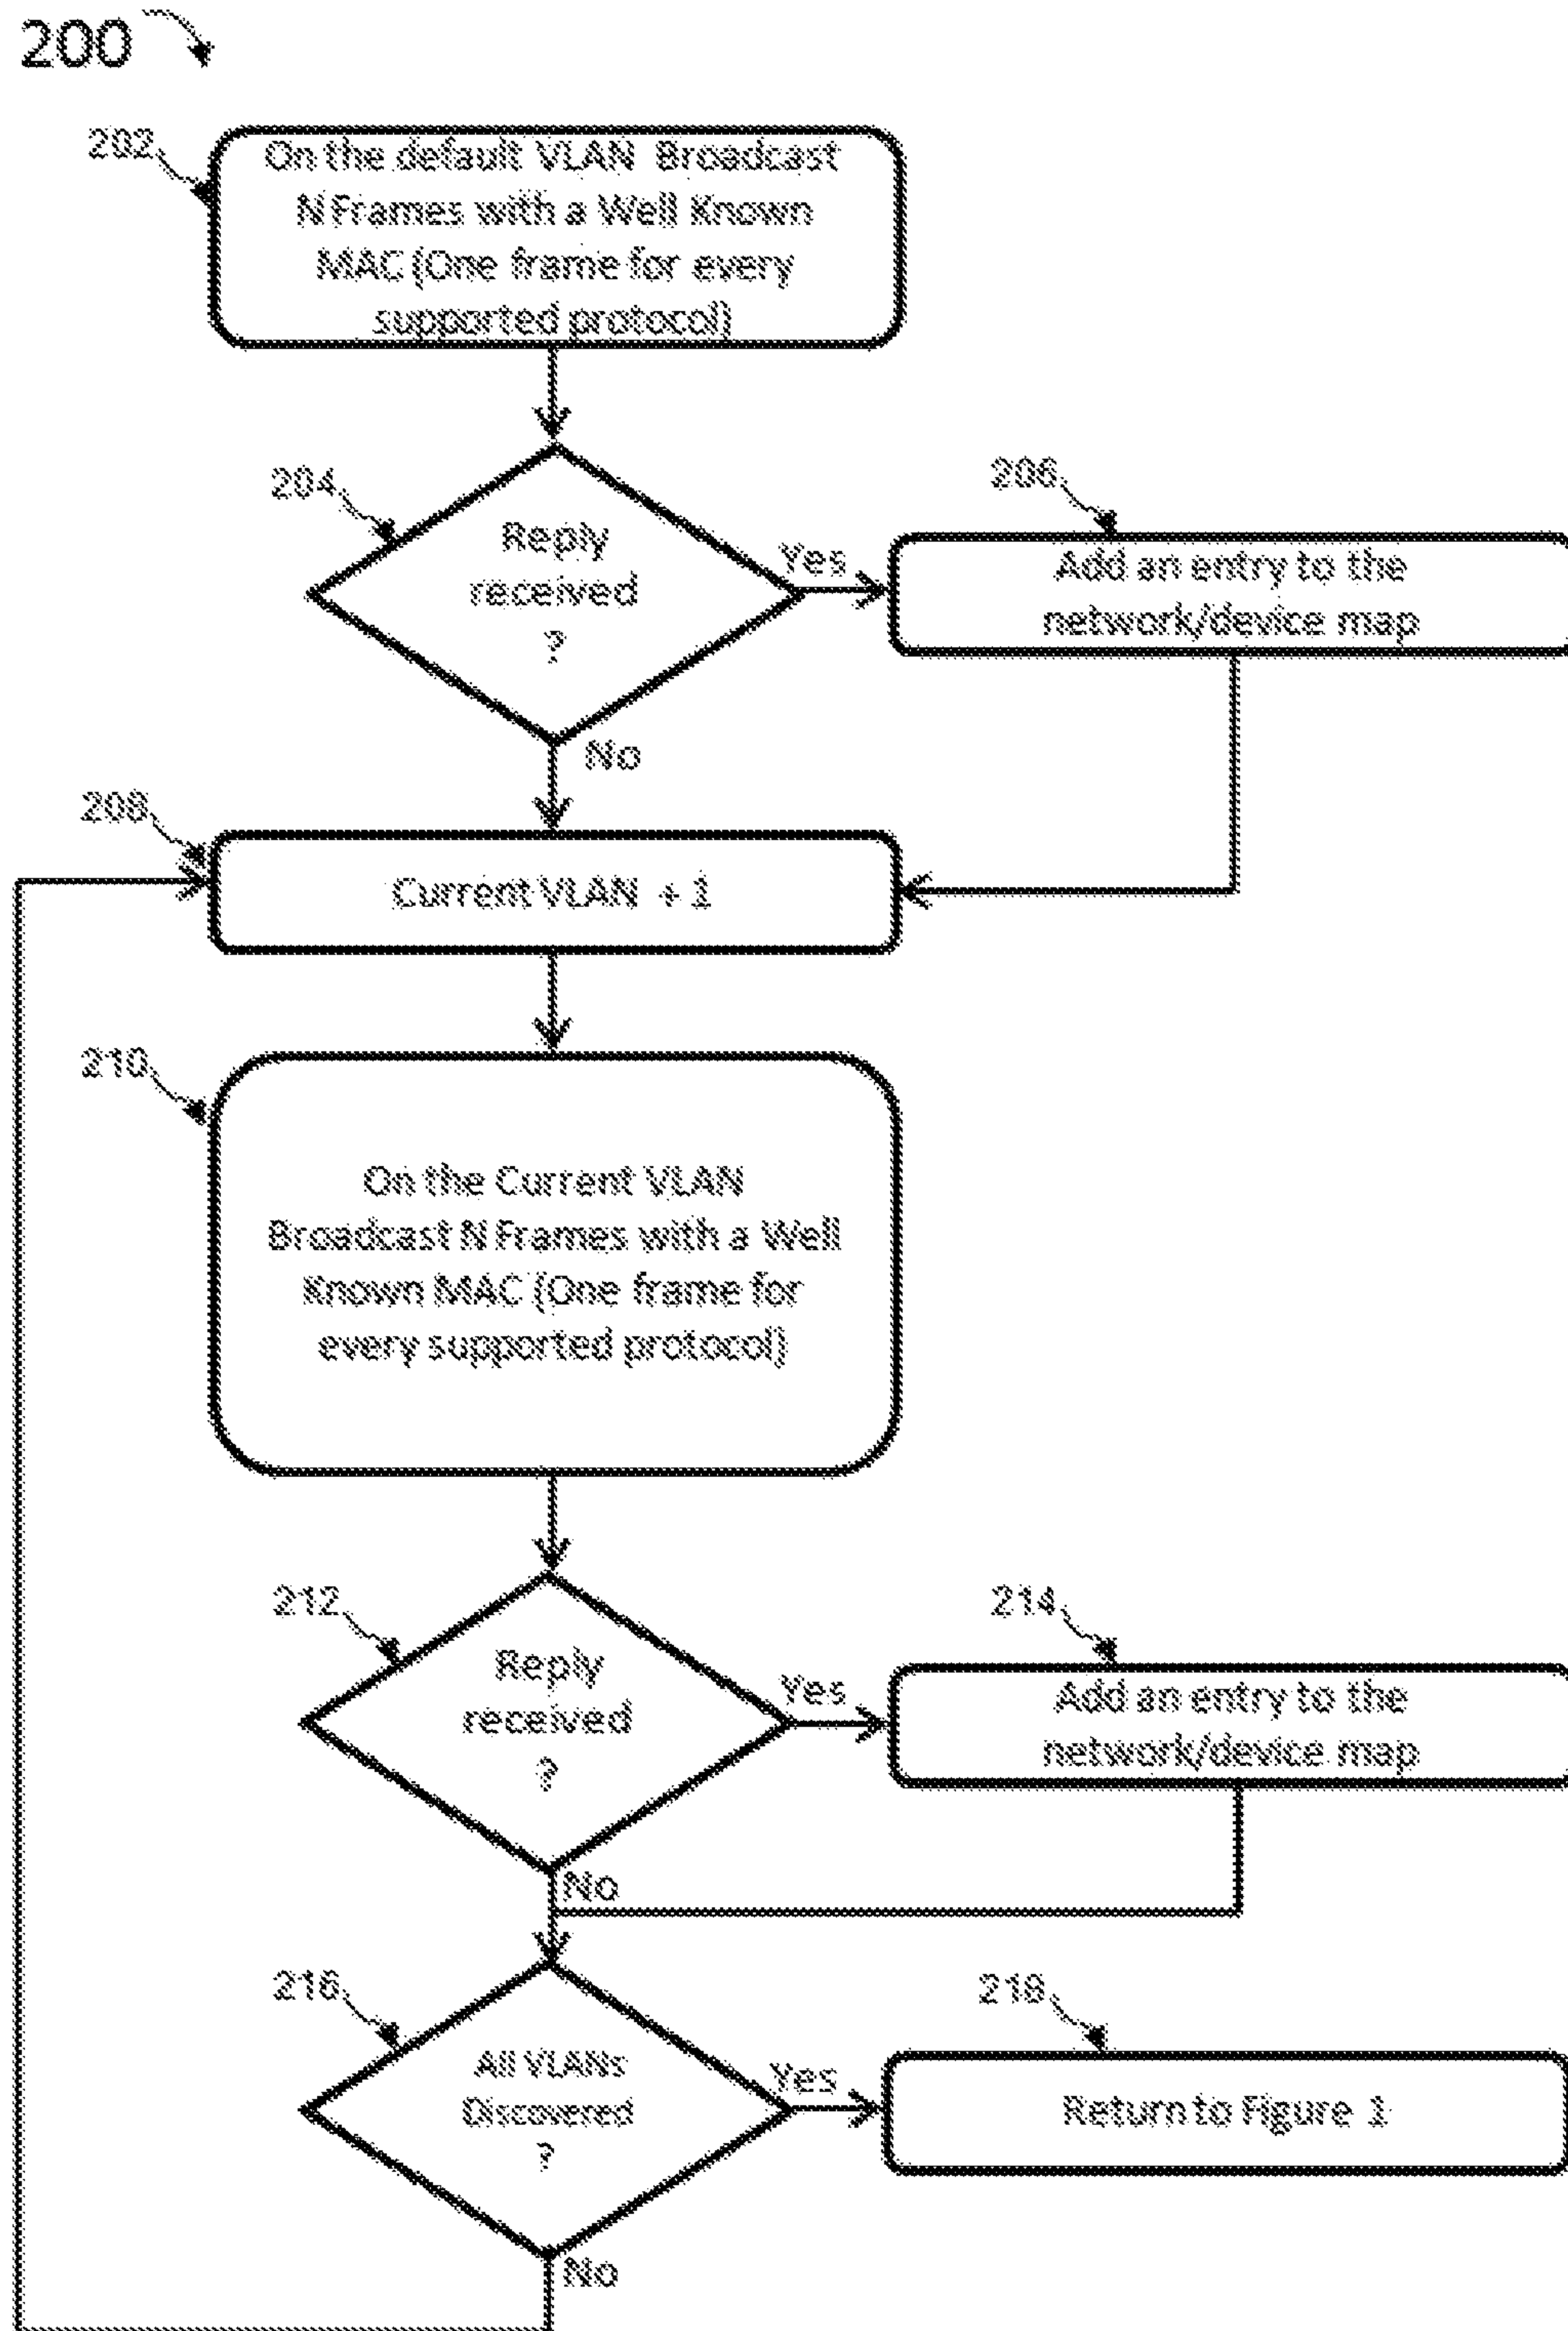 200
202
On the default VLAN Broadcast
N Frames with a Well Known
MAC (One frame for every
supported protocol)
204
Reply
received
?
Yes
206
Add an entry to the
network/device map
No
208
Current VLAN + 1
210
On the Current VLAN
Broadcast N Frames with a Well
Known MAC (One frame for
every supported protocol)
212
Reply
received
?
Yes
214
Add an entry to the
network/device map
No
216
All VLANs
Discovered
?
Yes
218
Return to Figure 1
No